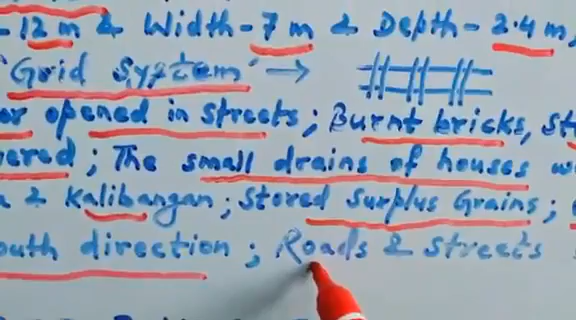 - 12 m & Width - 7 m & Depth - 2.4 m,
'Grid System' →
opened in streets; Burnt bricks, St
ered; The small drains of houses w
& Kalibangan; Stored Surplus Grains;
outh direction; Roads & Streets